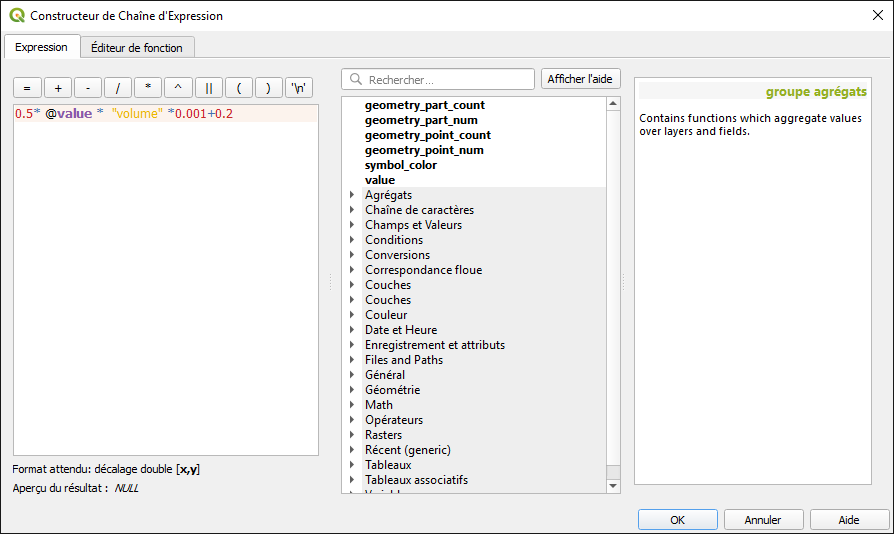 Constructeur de Chaîne d'Expression
Expression
Éditeur de fonction
= + - / * ^ || ( ) '\n'
0.5* @value * "volume" *0.001+0.2
Format attendu: décalage double [x,y]
Aperçu du résultat : NULL
Rechercher...
Afficher l'aide
geometry_part_count
geometry_part_num
geometry_point_count
geometry_point_num
symbol_color
value
Agrégats
Chaîne de caractères
Champs et Valeurs
Conditions
Conversions
Correspondance floue
Couches
Couches
Couleur
Date et Heure
Enregistrement et attributs
Files and Paths
Général
Géométrie
Math
Opérateurs
Rasters
Récent (generic)
Tableaux
Tableaux associatifs
groupe agrégats
Contains functions which aggregate values
over layers and fields.
OK
Annuler
Aide